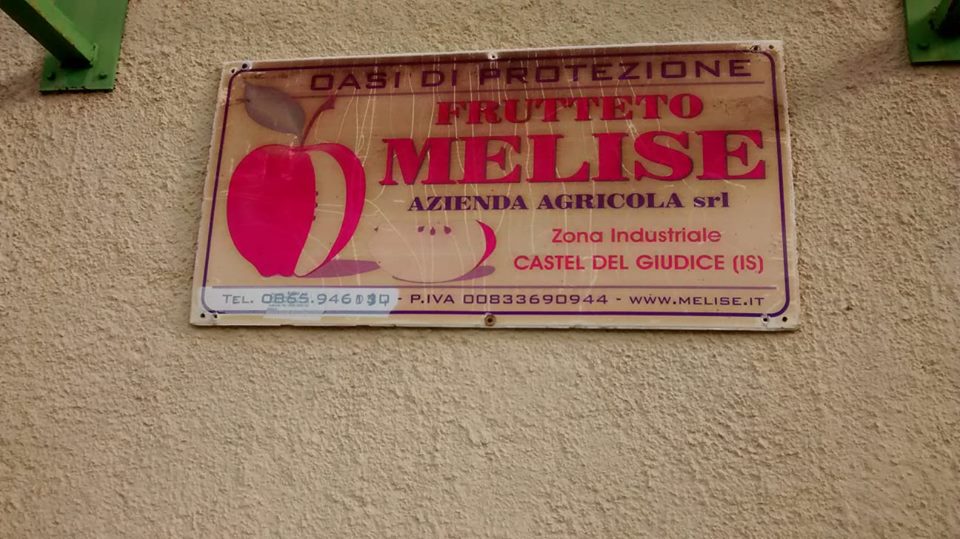 OASI DI PROTEZIONE
FRUTTETO
MELISE
AZIENDA AGRICOLA srl
Zona Industriale
CASTEL DEL GIUDICE (IS)
TEL. - P.IVA 00833690944 - WWW.MELISE.IT